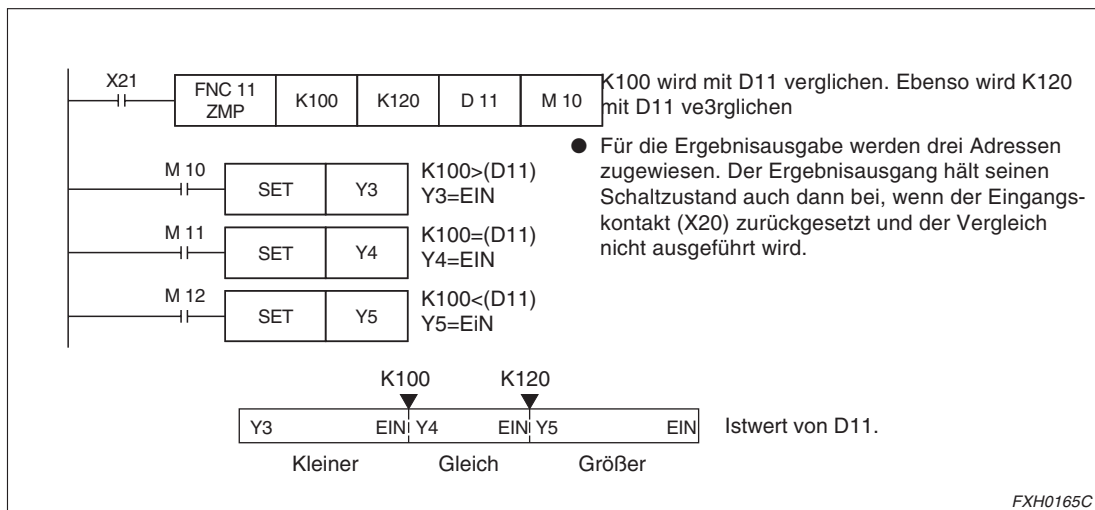 X21
FNC 11
ZMP
K100
K120
D 11
M 10
K100 wird mit D11 verglichen. Ebenso wird K120
mit D11 ve3rglichen
● Für die Ergebnisausgabe werden drei Adressen
zugewiesen. Der Ergebnisausgang hält seinen
Schaltzustand auch dann bei, wenn der Eingangs-
kontakt (X20) zurückgesetzt und der Vergleich
nicht ausgeführt wird.
M 10
SET
Y3
K100>(D11)
Y3=EIN
M 11
SET
Y4
K100=(D11)
Y4=EIN
M 12
SET
Y5
K100<(D11)
Y5=EiN
K100
K120
Y3
EIN
Y4
EIN
Y5
EIN
Istwert von D11.
Kleiner
Gleich
Größer
FXH0165C